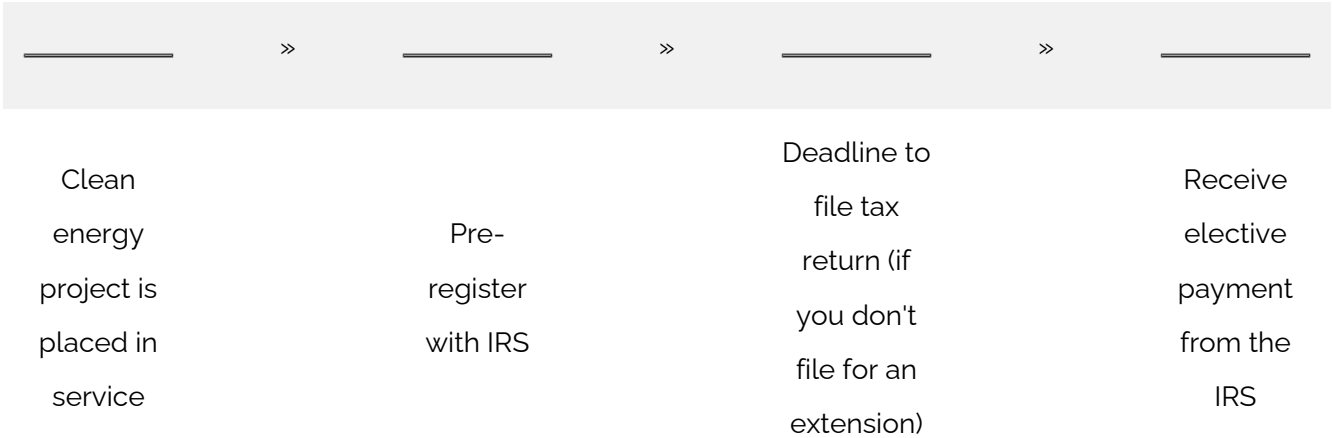 » » »
Clean
energy
project is
placed in
service
Pre-
register
with IRS
Deadline to
file tax
return (if
you don't
file for an
extension)
Receive
elective
payment
from the
IRS